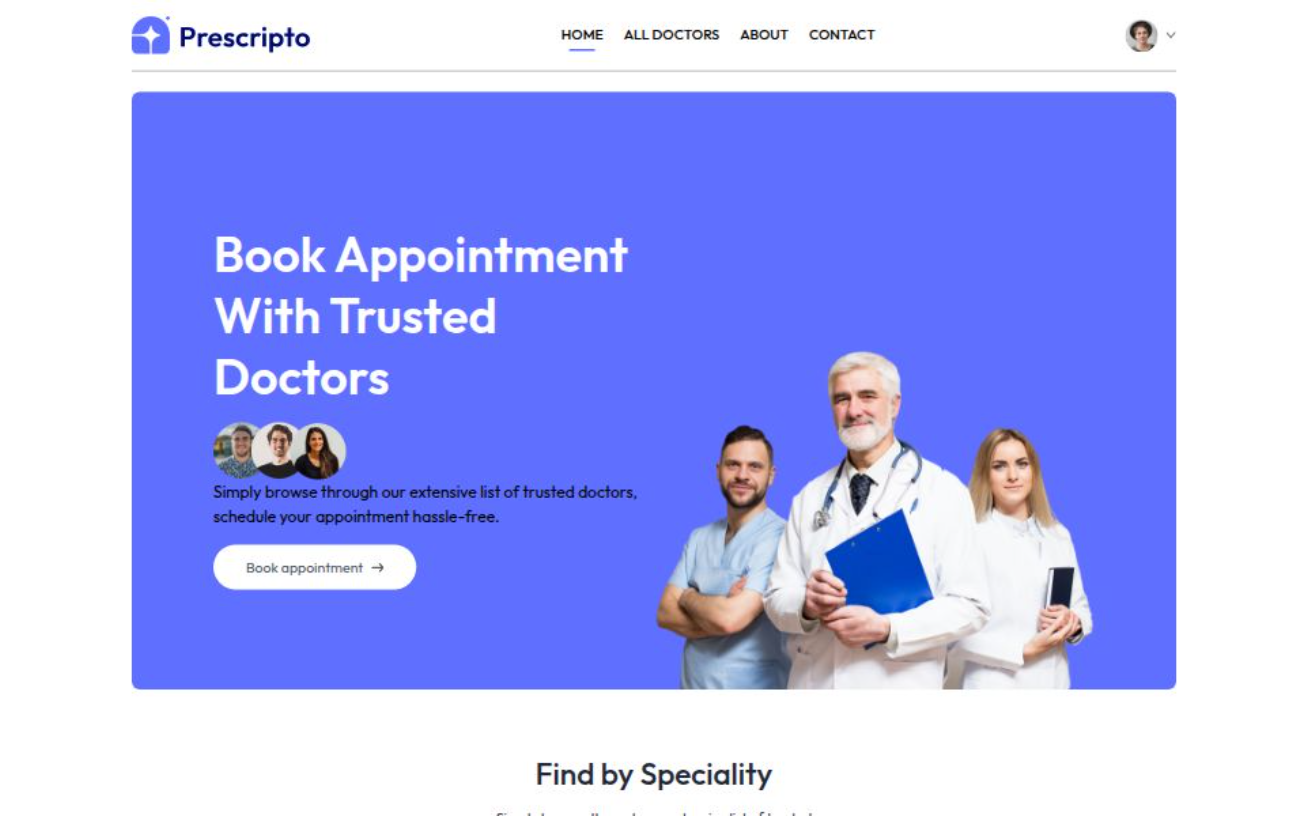 Prescripto
HOME ALL DOCTORS ABOUT CONTACT
Book Appointment
With Trusted
Doctors
Simply browse through our extensive list of trusted doctors,
schedule your appointment hassle-free.
Book appointment →
Find by Speciality